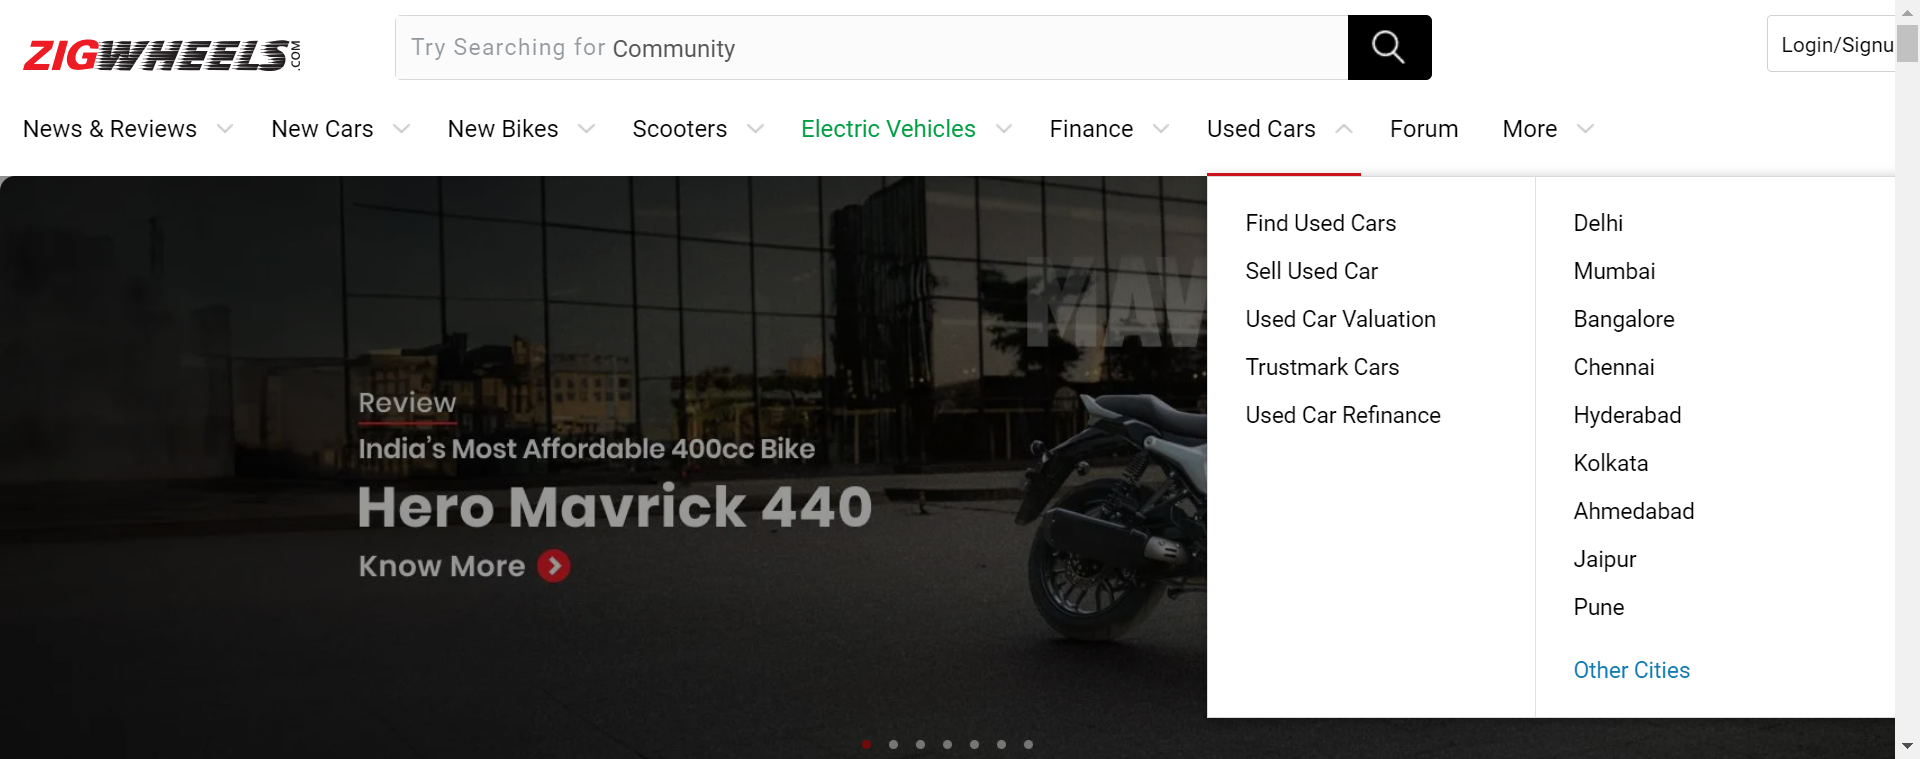 ZIGWHEELS.COM
Try Searching for Community
Login/Signu
News & Reviews
New Cars
New Bikes
Scooters
Electric Vehicles
Finance
Used Cars
Forum
More
Find Used Cars
Sell Used Car
Used Car Valuation
Trustmark Cars
Used Car Refinance
Delhi
Mumbai
Bangalore
Chennai
Hyderabad
Kolkata
Ahmedabad
Jaipur
Pune
Other Cities
MAV
Review
India's Most Affordable 400cc Bike
Hero Mavrick 440
Know More